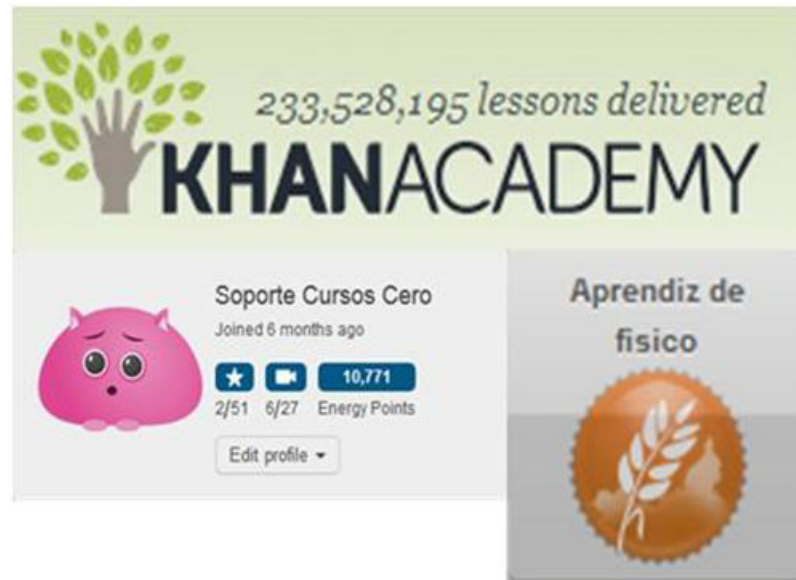 233,528,195 lessons delivered
KHANACADEMY
Soporte Cursos Cero
Joined 6 months ago
10,771
2/51 6/27 Energy Points
Edit profile
Aprendiz de
fisico